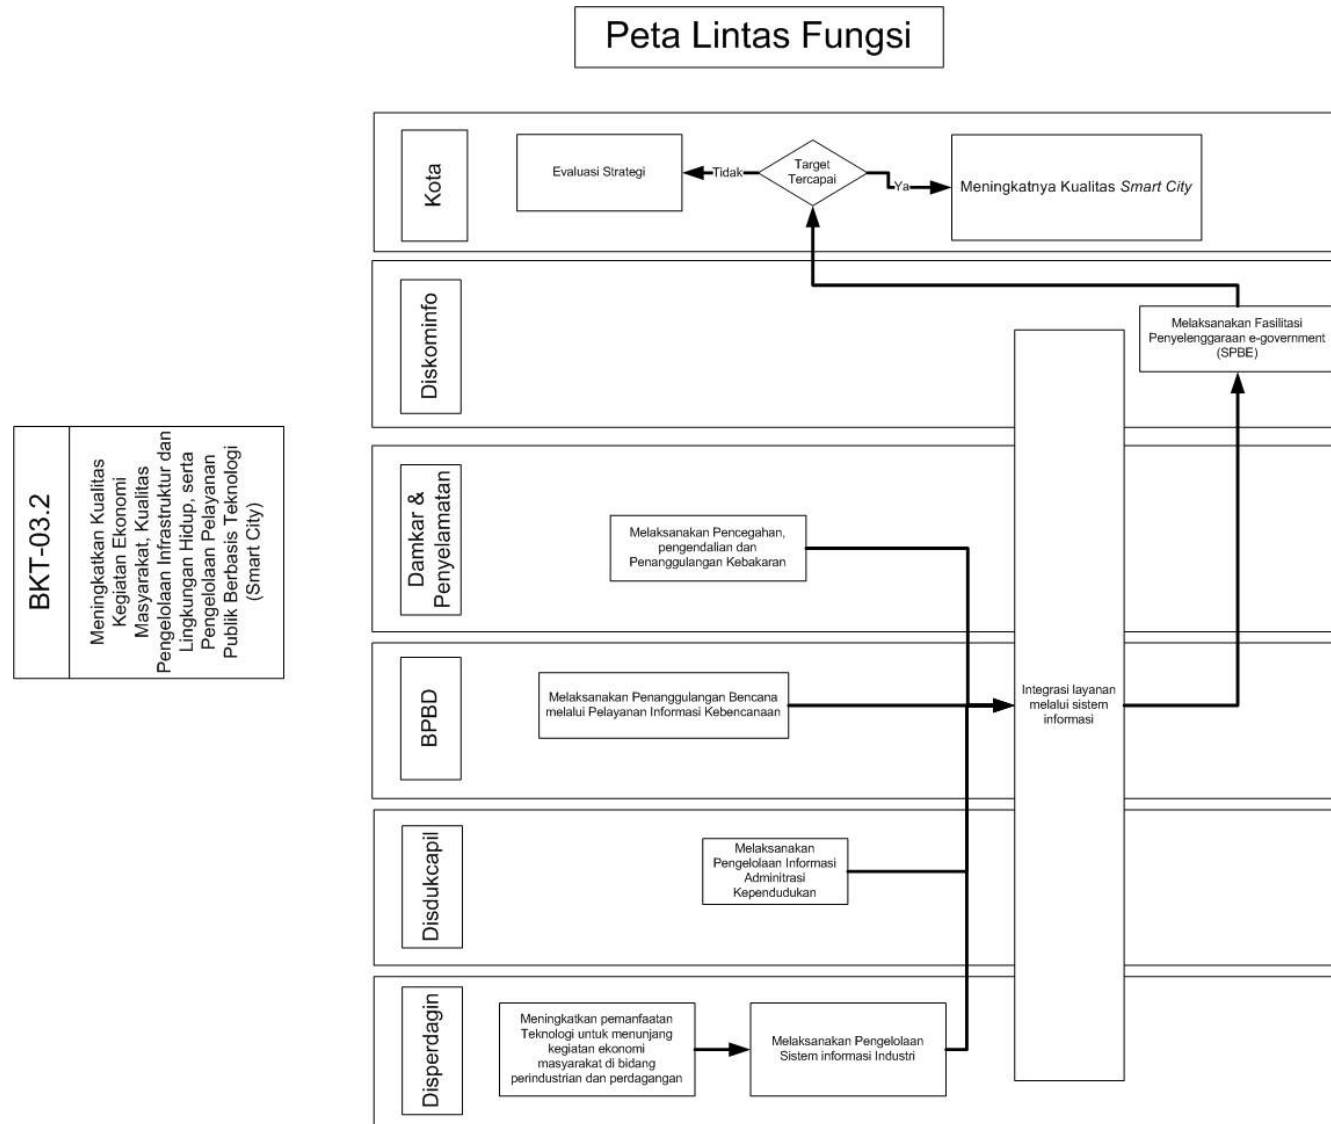 Peta Lintas Fungsi
BKT-03.2
Meningkatkan Kualitas
Kegiatan Ekonomi
Masyarakat, Kualitas
Pengelolaan Infrastruktur dan
Lingkungan Hidup, serta
Pengelolaan Pelayanan
Publik Berbasis Teknologi
(Smart City)
Kota
Evaluasi Strategi
Tidak
Target
Tercapai
Ya
Meningkatnya Kualitas Smart City
Diskominfo
Melaksanakan Fasilitasi
Penyelenggaraan e-government
(SPBE)
Damkar &
Penyelamatan
Melaksanakan Pencegahan,
pengendalian dan
Penanggulangan Kebakaran
BPBD
Melaksanakan Penanggulangan Bencana
melalui Pelayanan Informasi Kebencanaan
Integrasi layanan
melalui sistem
informasi
Disdukcapil
Melaksanakan
Pengelolaan Informasi
Adminitrasi
Kependudukan
Disperdagin
Meningkatkan pemanfaatan
Teknologi untuk menunjang
kegiatan ekonomi
masyarakat di bidang
perindustrian dan perdagangan
Melaksanakan Pengelolaan
Sistem informasi Industri